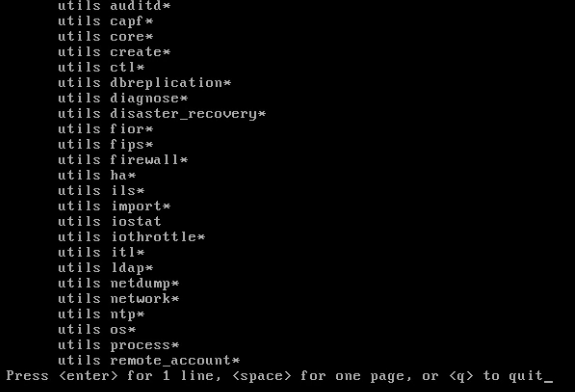 utils auditd*
utils capf*
utils core*
utils create*
utils ctl*
utils dbreplication*
utils diagnose*
utils disaster_recovery*
utils fior*
utils fips*
utils firewall*
utils ha*
utils ils*
utils import*
utils iostat
utils iothrottle*
utils itl*
utils ldap*
utils netdump*
utils network*
utils ntp*
utils os*
utils process*
utils remote_account*
Press <enter> for 1 line, <space> for one page, or <q> to quit_